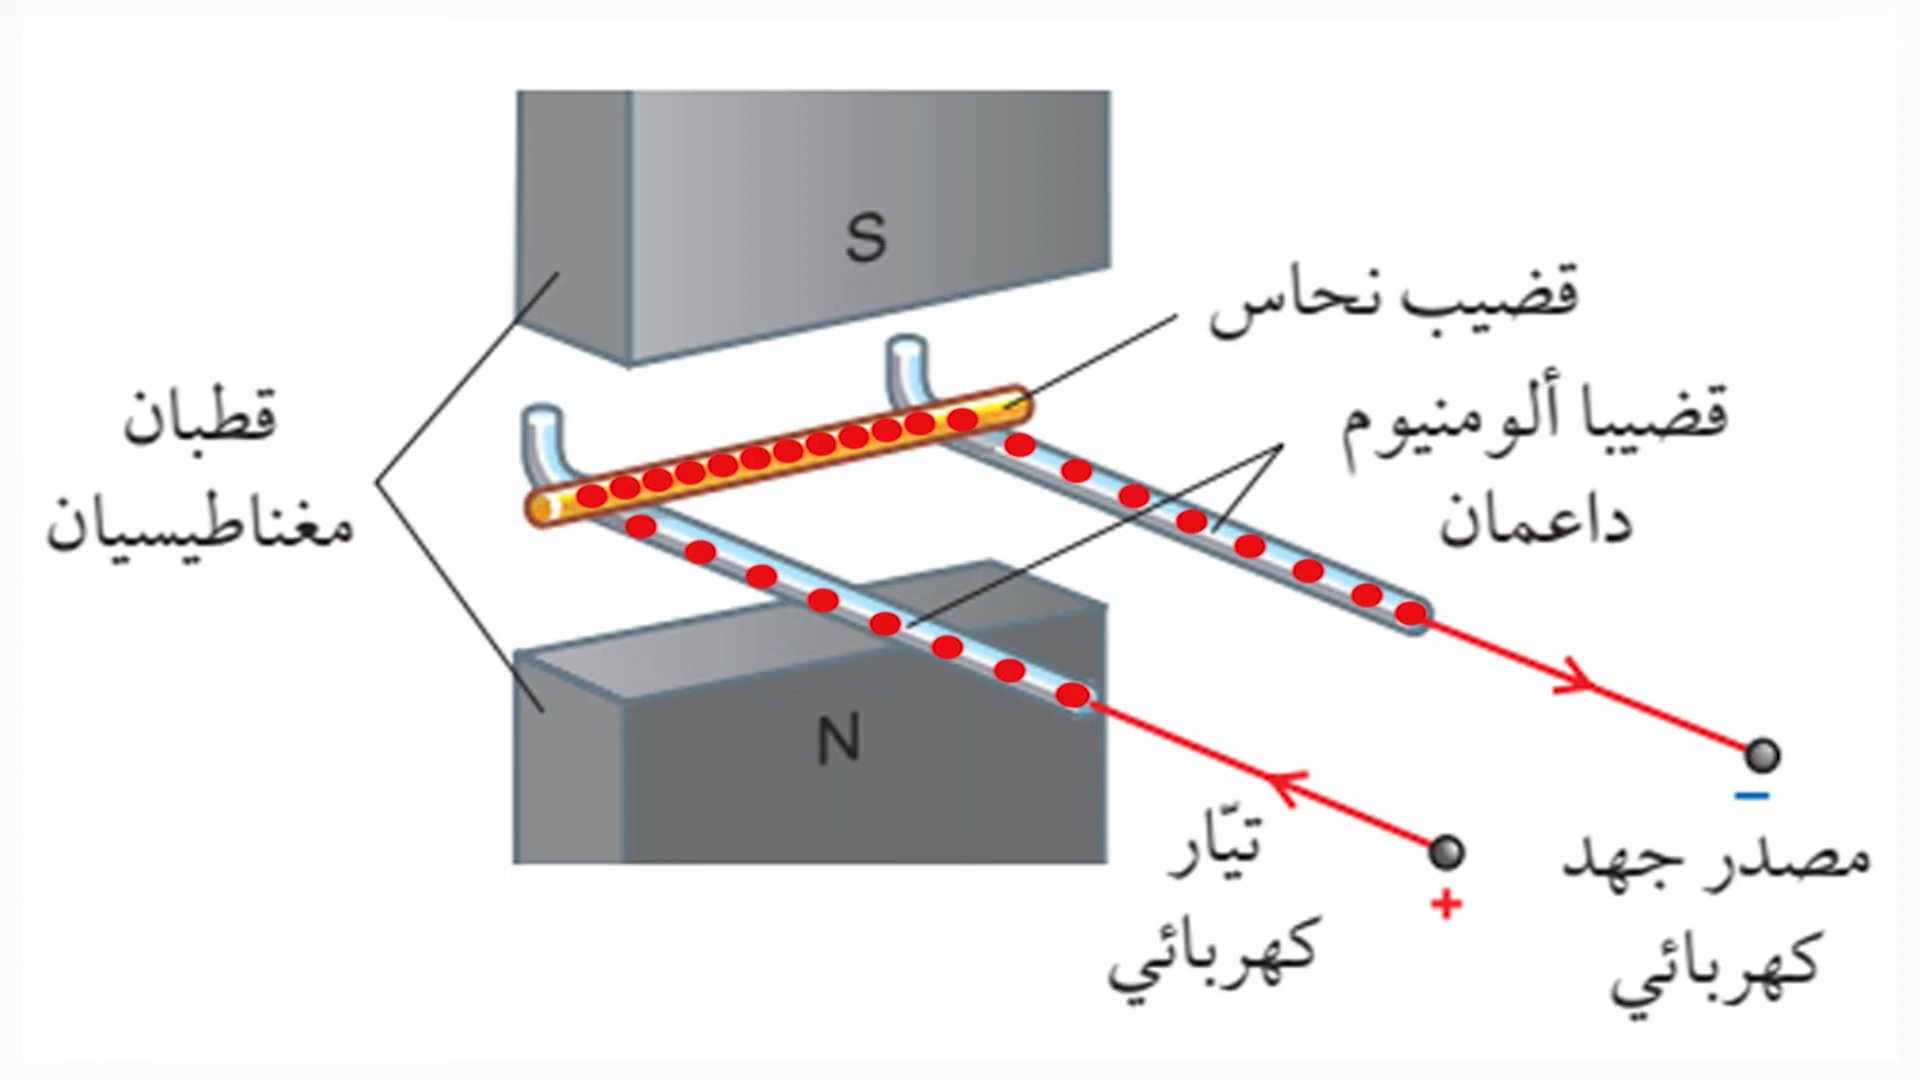 S
قضيب نحاس
قضيبا ألومنيوم
داعمان
قطبان
مغناطيسيان
N
تيّار
كهربائي
+
−
مصدر جهد
كهربائي